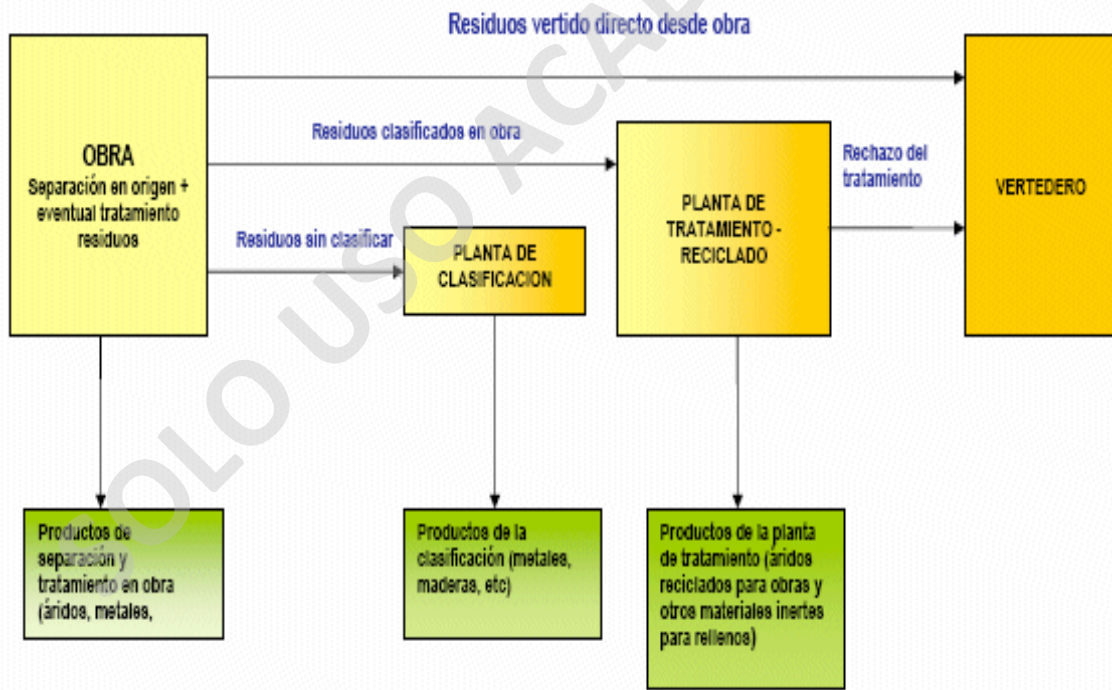 Residuos vertido directo desde obra
OBRA
Separación en origen +
eventual tratamiento
residuos
Residuos clasificados en obra
Residuos sin clasificar
PLANTA DE
CLASIFICACION
PLANTA DE
TRATAMIENTO -
RECICLADO
Rechazo del
tratamiento
VERTEDERO
Productos de
separación y
tratamiento en obra
(áridos, metales,
Productos de la
clasificación (metales,
maderas, etc)
Productos de la planta
de tratamiento (áridos
reciclados para obras y
otros materiales inertes
para rellenos)
SOLO USO ACA